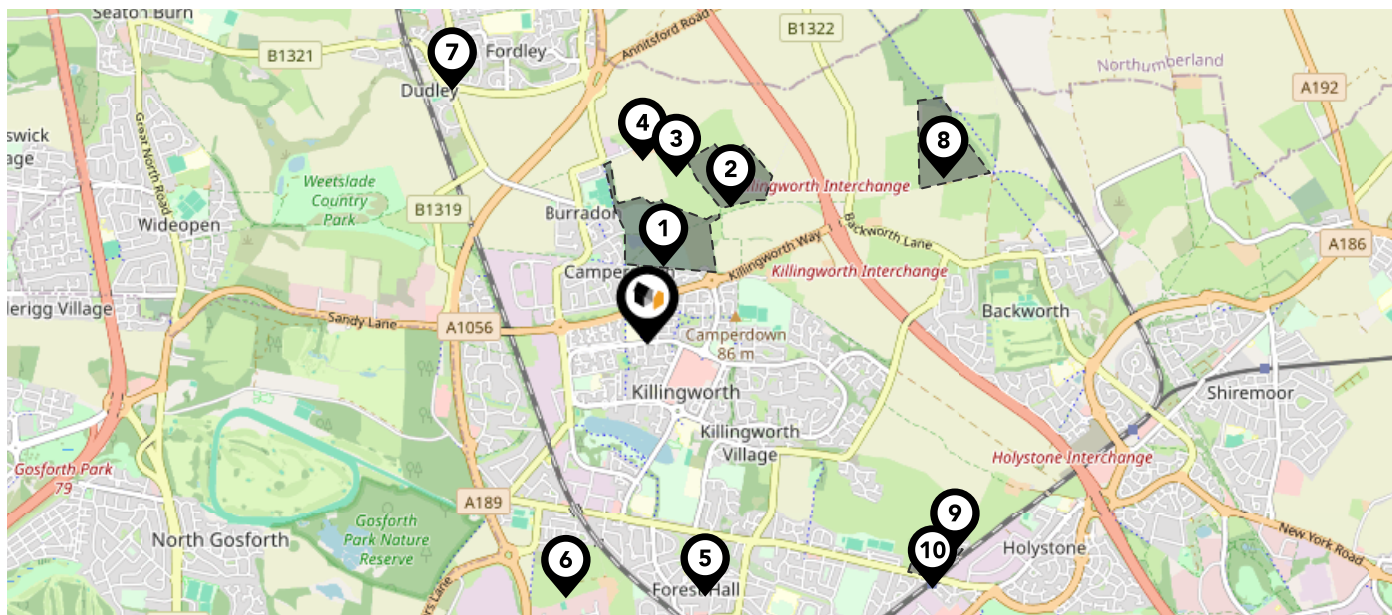 Seaton Burn
B1321
Fordley
7
Dudley
Annitsford Road
B1322
Northumberland
A192
Great North Road
Weetslade
Country
Park
B1319
Wideopen
4
3
2
8
Killingworth Interchange
Burradon
1
Camperdown
Killingworth Way
Backworth Lane
Killingworth Interchange
A186
Sandy Lane
A1056
Camperdown
86 m
Backworth
Killingworth
Shiremoor
Killingworth
Village
Gosforth Park
79
Holystone Interchange
A189
North Gosforth
Gosforth
Park Nature
Reserve
6
5
Forest Hall
9
10
Holystone
New York Road